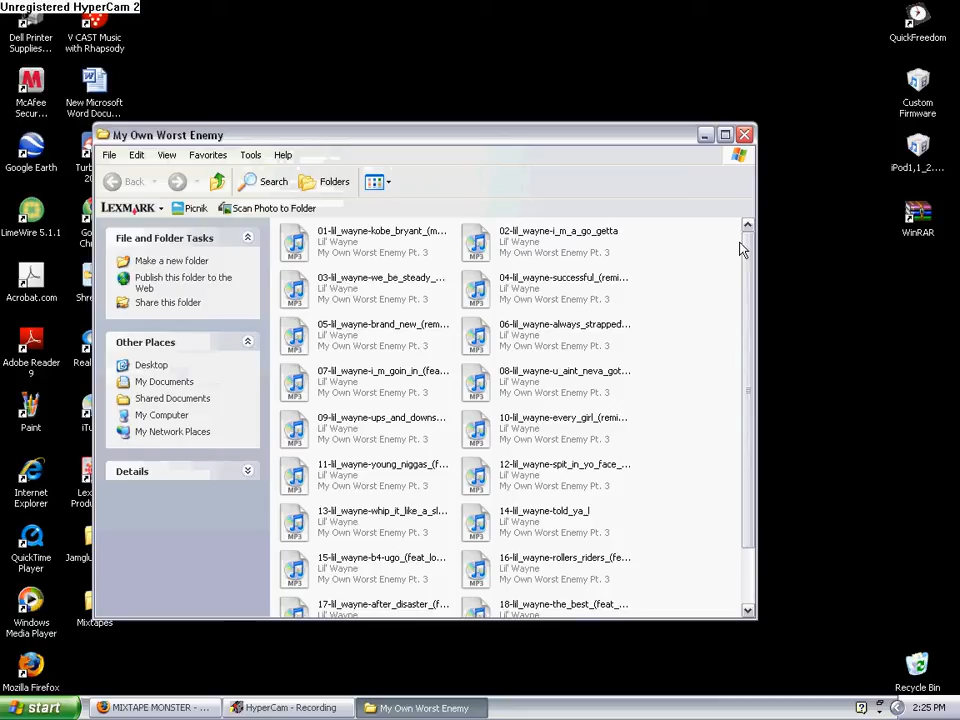 Unregistered HyperCam 2
Dell Printer
Supplies...
V CAST Music
with Rhapsody
QuickFreedom
McAfee
Secur...
New Microsoft
Word Docu...
Custom
Firmware
Google Earth
iPod1,1_2....
LimeWire 5.1.1
WinRAR
Acrobat.com
Adobe Reader
9
Paint
Internet
Explorer
QuickTime
Player
Windows
Media Player
Mixtapes
Mozilla Firefox
Recycle Bin
My Own Worst Enemy
File Edit View Favorites Tools Help
Back Search Folders
LEXMARK Picnik Scan Photo to Folder
File and Folder Tasks
Make a new folder
Publish this folder to the
Web
Share this folder
Other Places
Desktop
My Documents
Shared Documents
My Computer
My Network Places
Details
01-lil_wayne-kobe_bryant_(m...
Lil' Wayne
My Own Worst Enemy Pt. 3
02-lil_wayne-i_m_a_go_getta
Lil' Wayne
My Own Worst Enemy Pt. 3
03-lil_wayne-we_be_steady_...
Lil' Wayne
My Own Worst Enemy Pt. 3
04-lil_wayne-successful_(remi...
Lil' Wayne
My Own Worst Enemy Pt. 3
05-lil_wayne-brand_new_(rem...
Lil' Wayne
My Own Worst Enemy Pt. 3
06-lil_wayne-always_strapped...
Lil' Wayne
My Own Worst Enemy Pt. 3
07-lil_wayne-i_m_goin_in_(fea...
Lil' Wayne
My Own Worst Enemy Pt. 3
08-lil_wayne-u_aint_neva_got...
Lil' Wayne
My Own Worst Enemy Pt. 3
09-lil_wayne-ups_and_downs...
Lil' Wayne
My Own Worst Enemy Pt. 3
10-lil_wayne-every_girl_(remi...
Lil' Wayne
My Own Worst Enemy Pt. 3
11-lil_wayne-young_niggas_(f...
Lil' Wayne
My Own Worst Enemy Pt. 3
12-lil_wayne-spit_in_yo_face_...
Lil' Wayne
My Own Worst Enemy Pt. 3
13-lil_wayne-whip_it_like_a_sl...
Lil' Wayne
My Own Worst Enemy Pt. 3
14-lil_wayne-told_ya_l
Lil' Wayne
My Own Worst Enemy Pt. 3
15-lil_wayne-b4-ugo_(feat_lo...
Lil' Wayne
My Own Worst Enemy Pt. 3
16-lil_wayne-rollers_riders_(fe...
Lil' Wayne
My Own Worst Enemy Pt. 3
17-lil_wayne-after_disaster_(f...
Lil' Wayne
18-lil_wayne-the_best_(feat_...
Lil' Wayne
start
MIXTAPE MONSTER - ...
HyperCam - Recording
My Own Worst Enemy
2:25 PM